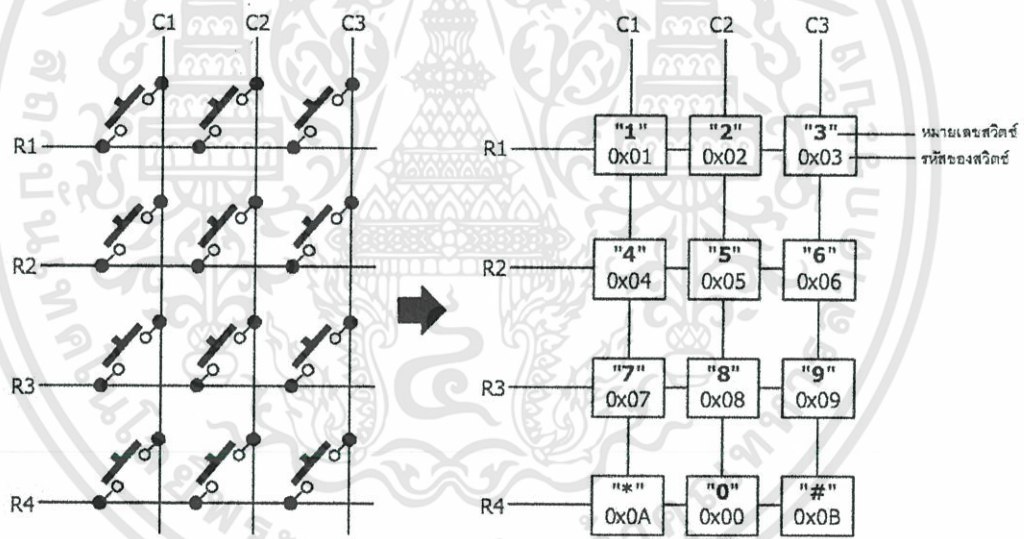 C1 C2 C3
R1
R2
R3
R4
C1 C2 C3
R1 "1" "2" "3" หมายเลขสวิตช์
0x01 0x02 0x03 รหัสของสวิตช์
R2 "4" "5" "6"
0x04 0x05 0x06
R3 "7" "8" "9"
0x07 0x08 0x09
R4 "*" "0" "#"
0x0A 0x00 0x0B